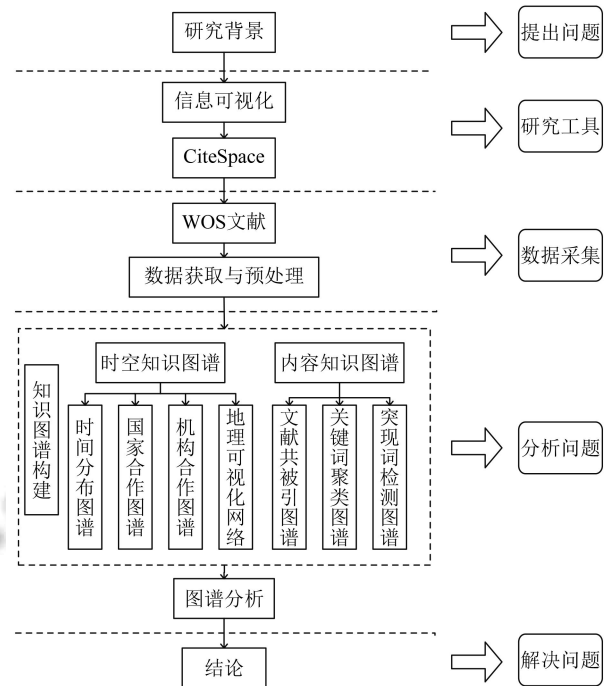 研究背景
提出问题
信息可视化
研究工具
CiteSpace
WOS文献
数据采集
数据获取与预处理
知识图谱构建
时空知识图谱
内容知识图谱
时间分布图谱
国家合作图谱
机构合作图谱
地理可视化网络
文献共被引图谱
关键词聚类图谱
突现词检测图谱
分析问题
图谱分析
结论
解决问题